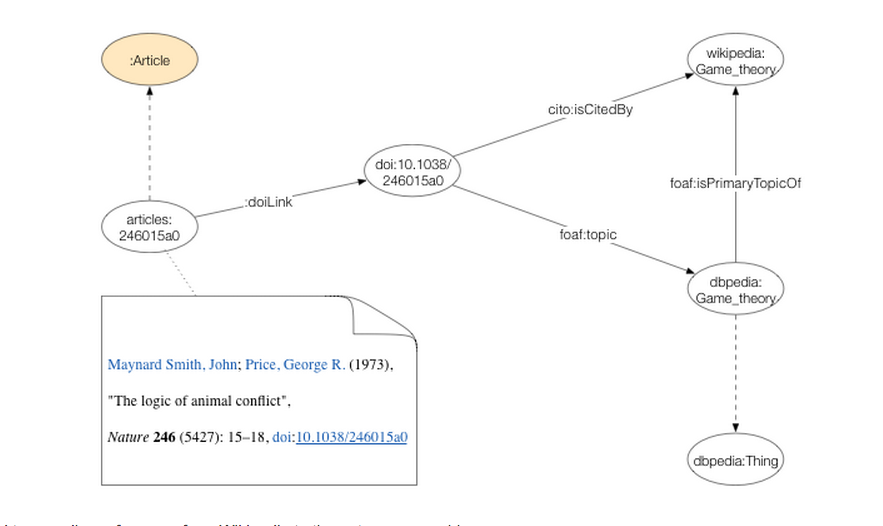 :Article
wikipedia:
Game_theory
cito:isCitedBy
doi:10.1038/
246015a0
foaf:isPrimaryTopicOf
:doiLink
articles:
246015a0
foaf:topic
dbpedia:
Game_theory
Maynard Smith, John; Price, George R. (1973),
"The logic of animal conflict",
Nature 246 (5427): 15–18, doi:10.1038/246015a0
dbpedia:Thing